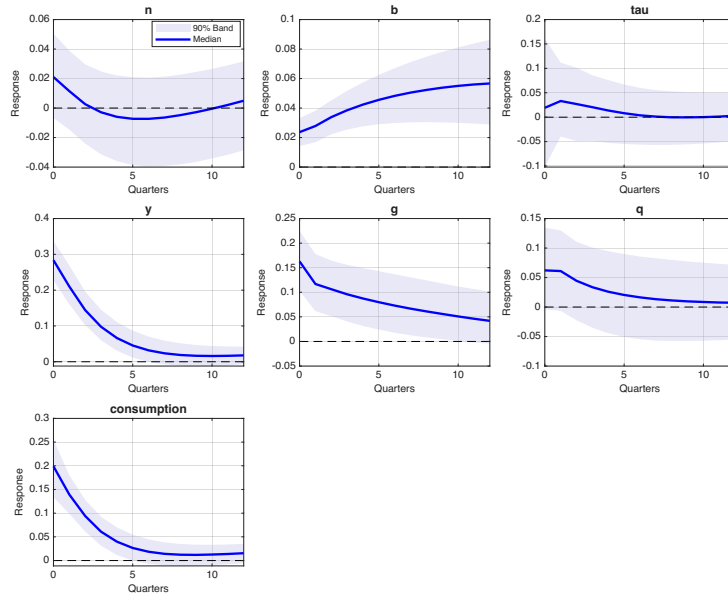 n
b
tau
0.06
0.04
0.02
0
-0.02
-0.04
Response
0
5
10
Quarters
90% Band
Median
0.1
0.08
0.06
0.04
0.02
0
Response
0
5
10
Quarters
0.2
0.15
0.1
0.05
0
-0.05
-0.1
Response
0
5
10
Quarters
y
g
q
0.4
0.3
0.2
0.1
0
Response
0
5
10
Quarters
0.25
0.2
0.15
0.1
0.05
0
-0.05
Response
0
5
10
Quarters
0.15
0.1
0.05
0
-0.05
-0.1
Response
0
5
10
Quarters
consumption
0.3
0.25
0.2
0.15
0.1
0.05
0
Response
0
5
10
Quarters